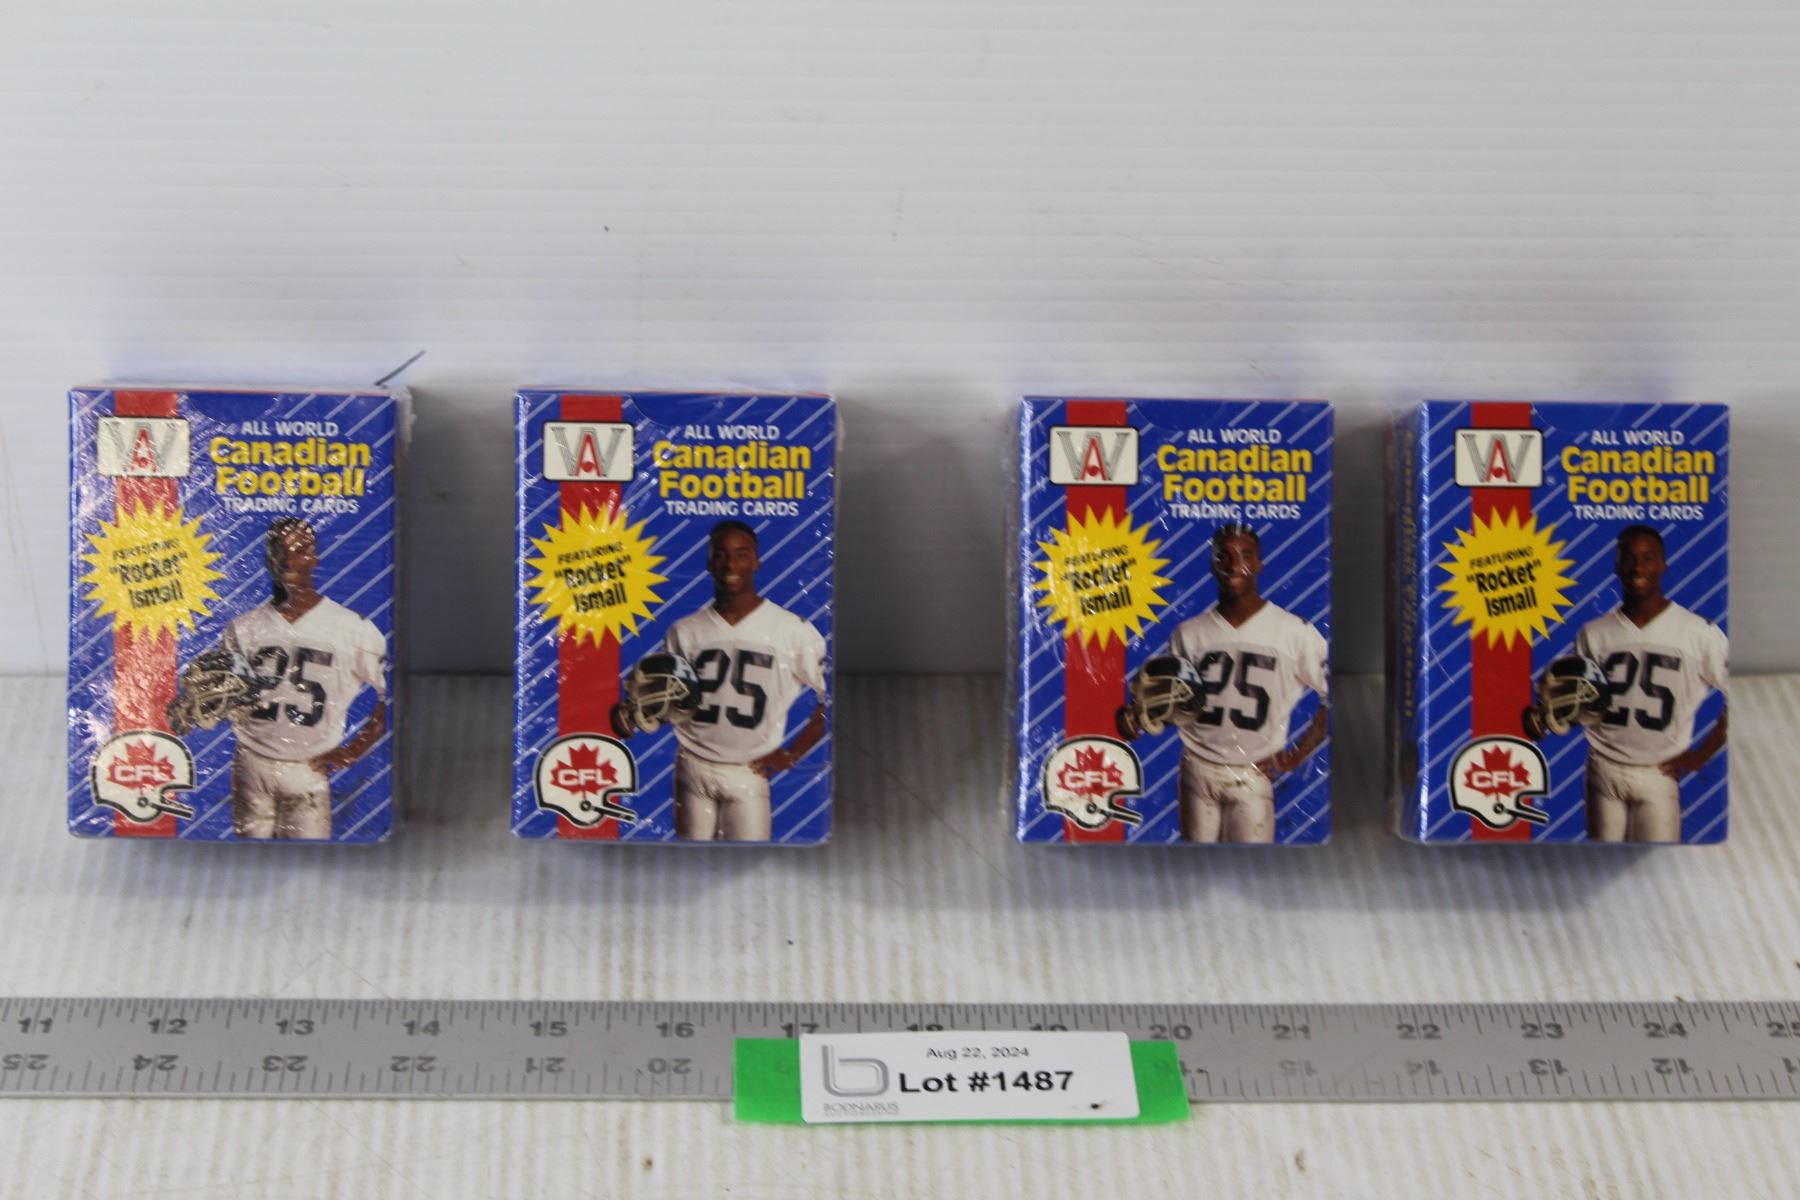 AW
ALL WORLD
Canadian
Football
TRADING CARDS
FEATURING
"Rocket"
Ismail
25
CFL
AW
ALL WORLD
Canadian
Football
TRADING CARDS
FEATURING
"Rocket"
Ismail
25
CFL
AW
ALL WORLD
Canadian
Football
TRADING CARDS
FEATURING
"Rocket"
Ismail
25
CFL
AW
ALL WORLD
Canadian
Football
TRADING CARDS
FEATURING
"Rocket"
Ismail
25
CFL
11 12 13 14 15 16 17 18 19 20 21 22 23 24 25
25 24 23 22 21 20 16 15 14 13 12
Aug 22, 2024
Lot #1487
BODNARUS